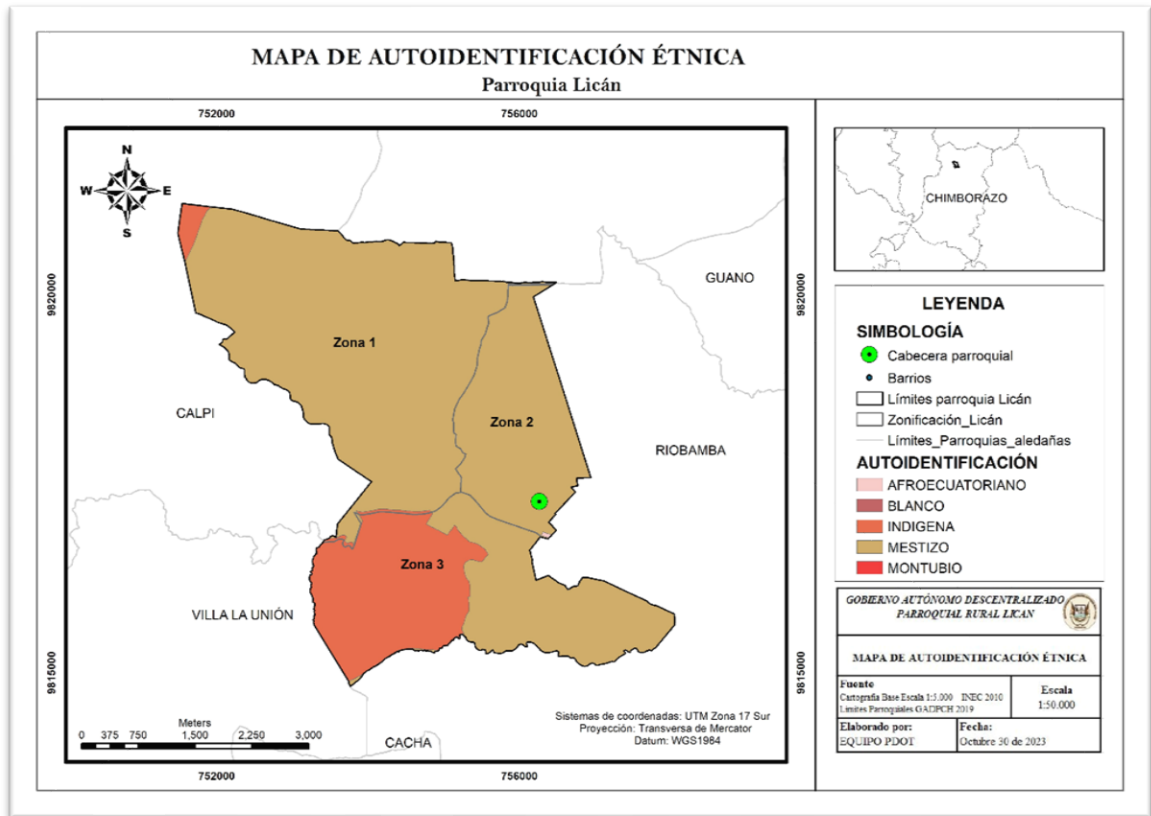 MAPA DE AUTOIDENTIFICACIÓN ÉTNICA
Parroquia Licán
752000
756000
N
W
E
S
9820000
9820000
GUANO
Zona 1
CALPI
Zona 2
RIOBAMBA
Zona 3
VILLA LA UNIÓN
9815000
9815000
Meters
0 375 750 1,500 2,250 3,000
CACHA
Sistemas de coordenadas: UTM Zona 17 Sur
Proyección: Transversa de Mercator
Datum: WGS1984
752000
756000
CHIMBORAZO
LEYENDA
SIMBOLOGÍA
Cabecera parroquial
Barrios
Límites parroquia Licán
Zonificación_Licán
Límites_Parroquias_aledañas
AUTOIDENTIFICACIÓN
AFROECUATORIANO
BLANCO
INDIGENA
MESTIZO
MONTUBIO
GOBIERNO AUTÓNOMO DESCENTRALIZADO
PARROQUIAL RURAL LICAN
MAPA DE AUTOIDENTIFICACIÓN ÉTNICA
Fuente
Cartografía Base Escala 1:5.000 INEC 2010
Límites Parroquiales GADPCH 2019
Escala
1:50.000
Elaborado por:
EQUIPO PDOT
Fecha:
Octubre 30 de 2023